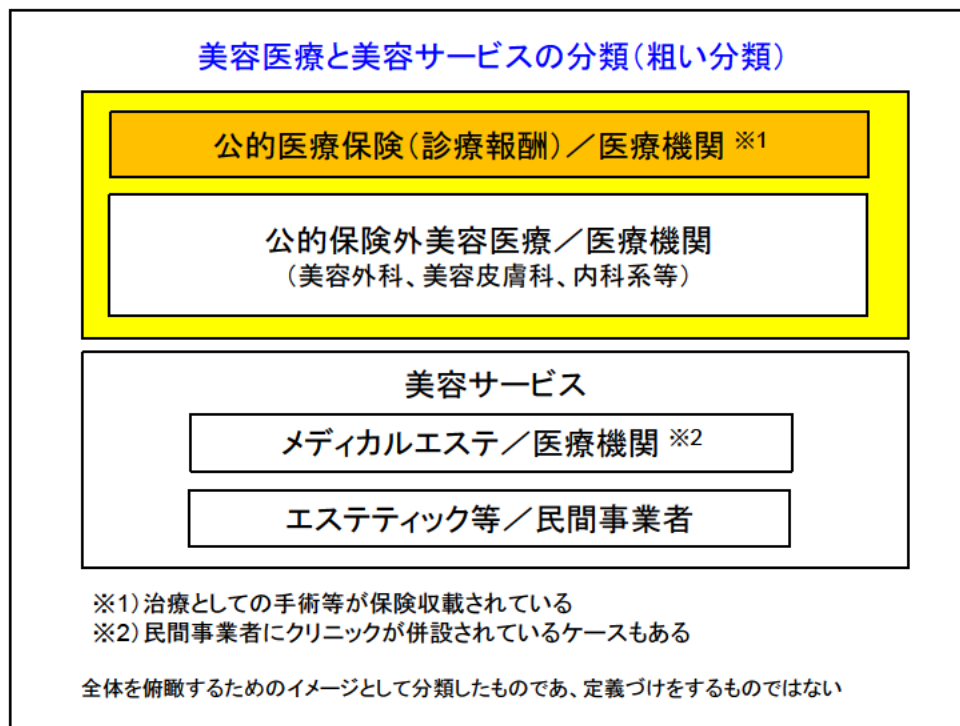 美容医療と美容サービスの分類（粗い分類）
公的医療保険（診療報酬）／医療機関 ※1
公的保険外美容医療／医療機関
（美容外科、美容皮膚科、内科系等）
美容サービス
メディカルエステ／医療機関 ※2
エステティック等／民間事業者
※1）治療としての手術等が保険収載されている
※2）民間事業者にクリニックが併設されているケースもある
全体を俯瞰するためのイメージとして分類したものであ、定義づけをするものではない